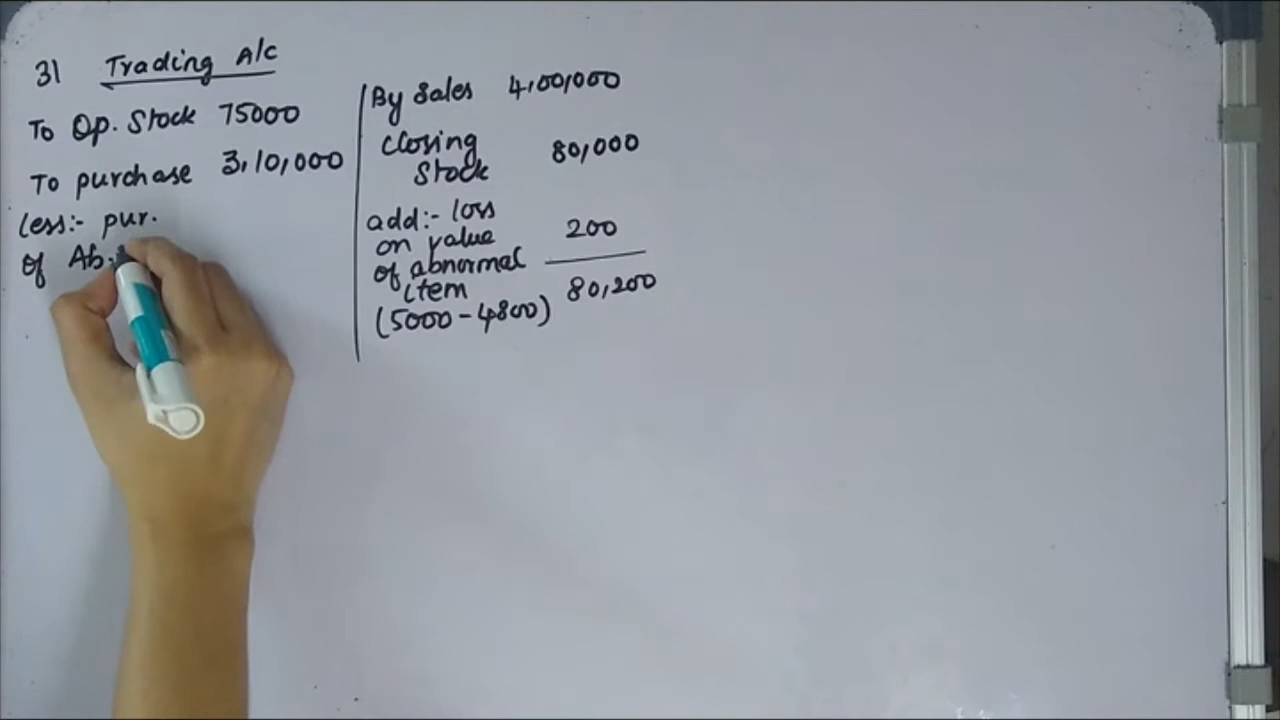 31 Trading A/c
To Op. Stock 75000
To purchase 3,10,000
less:- pur.
of Ab.
By sales 4,00,000
closing
stock 80,000
add:- loss
on value 200
of abnormal
item 80,200
(5000-4800)